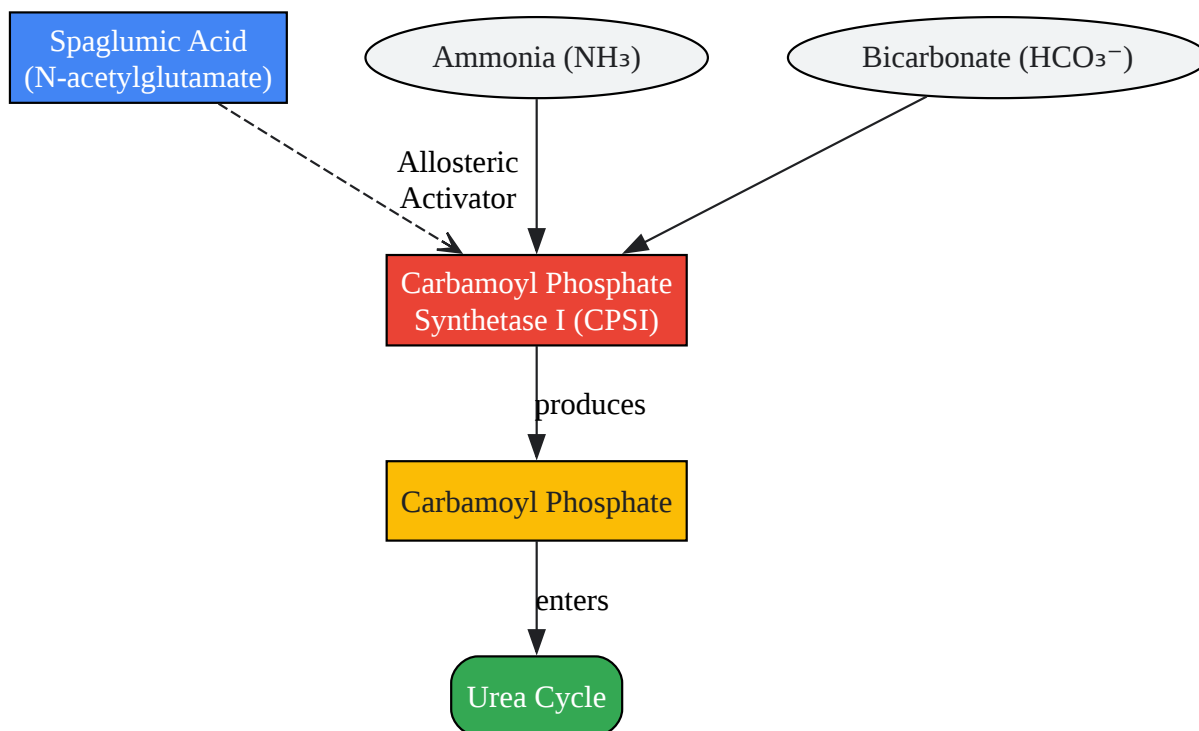 Spaglumic Acid
(N-acetylglutamate)
Ammonia (NH₃)
Bicarbonate (HCO₃⁻)
Allosteric
Activator
Carbamoyl Phosphate
Synthetase I (CPSI)
produces
Carbamoyl Phosphate
enters
Urea Cycle